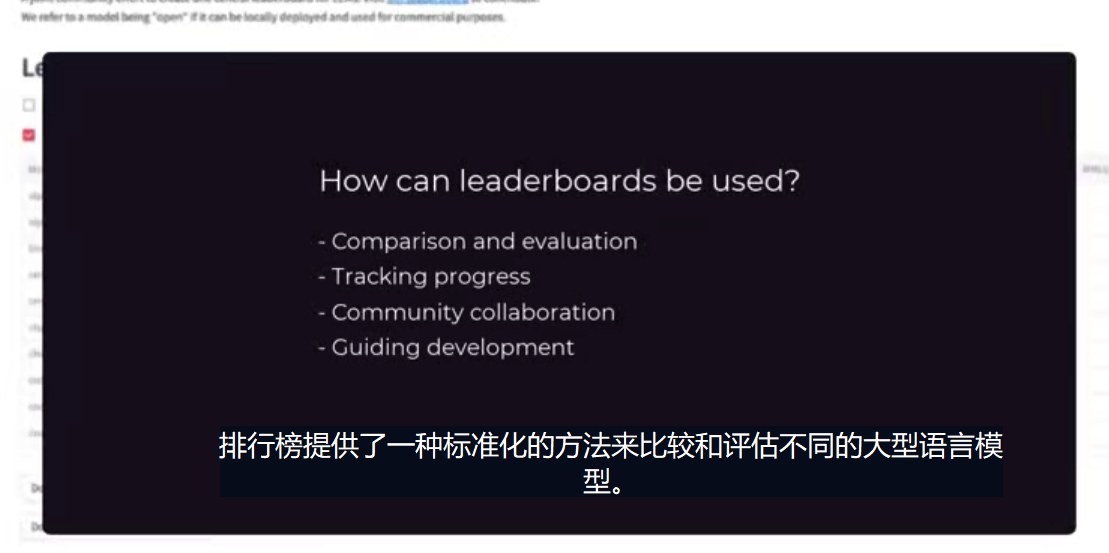 We refer to a model being "open" if it can be locally deployed and used for commercial purposes.
Le
How can leaderboards be used?
- Comparison and evaluation
- Tracking progress
- Community collaboration
- Guiding development
排行榜提供了一种标准化的方法来比较和评估不同的大型语言模
型。